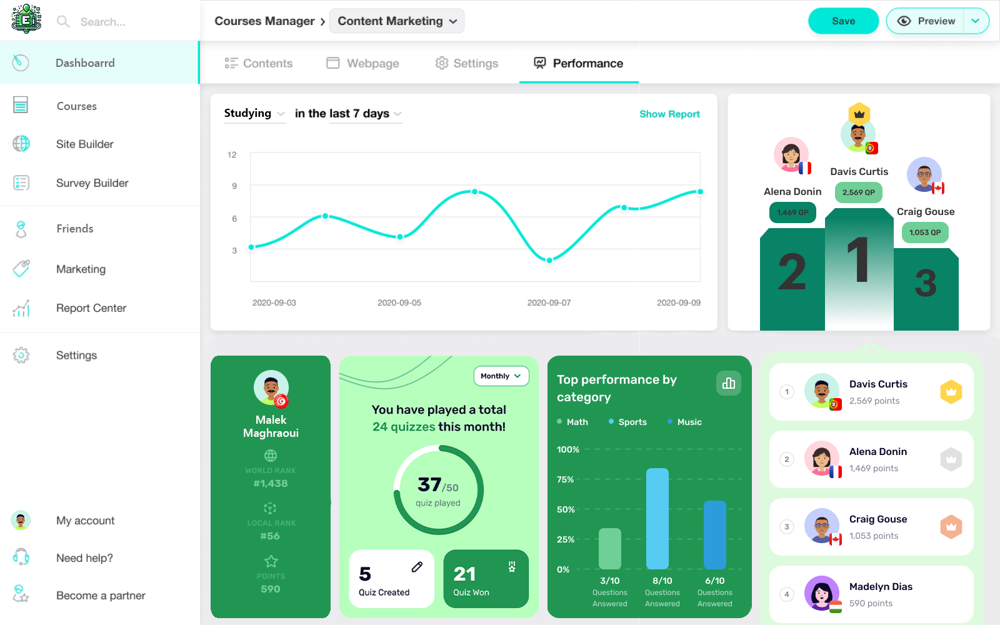 E
Search...
Courses Manager
Content Marketing
Save
Preview
Dashboarrd
Courses
Site Builder
Survey Builder
Friends
Marketing
Report Center
Settings
My account
Need help?
Become a partner
Contents
Webpage
Settings
Performance
Studying in the last 7 days
Show Report
12
9
6
3
2020-09-03
2020-09-05
2020-09-07
2020-09-09
Davis Curtis
2,569 QP
Alena Donin
1,469 QP
Craig Gouse
1,053 QP
2
1
3
Malek
Maghraoui
WORLD RANK
#1,438
LOCAL RANK
#56
POINTS
590
Monthly
You have played a total
24 quizzes this month!
37/50
quiz played
5
Quiz Created
21
Quiz Won
Top performance by
category
Math
Sports
Music
100%
75%
50%
25%
0%
3/10
Questions
Answered
8/10
Questions
Answered
6/10
Questions
Answered
1
Davis Curtis
2,569 points
2
Alena Donin
1,469 points
3
Craig Gouse
1,053 points
4
Madelyn Dias
590 points